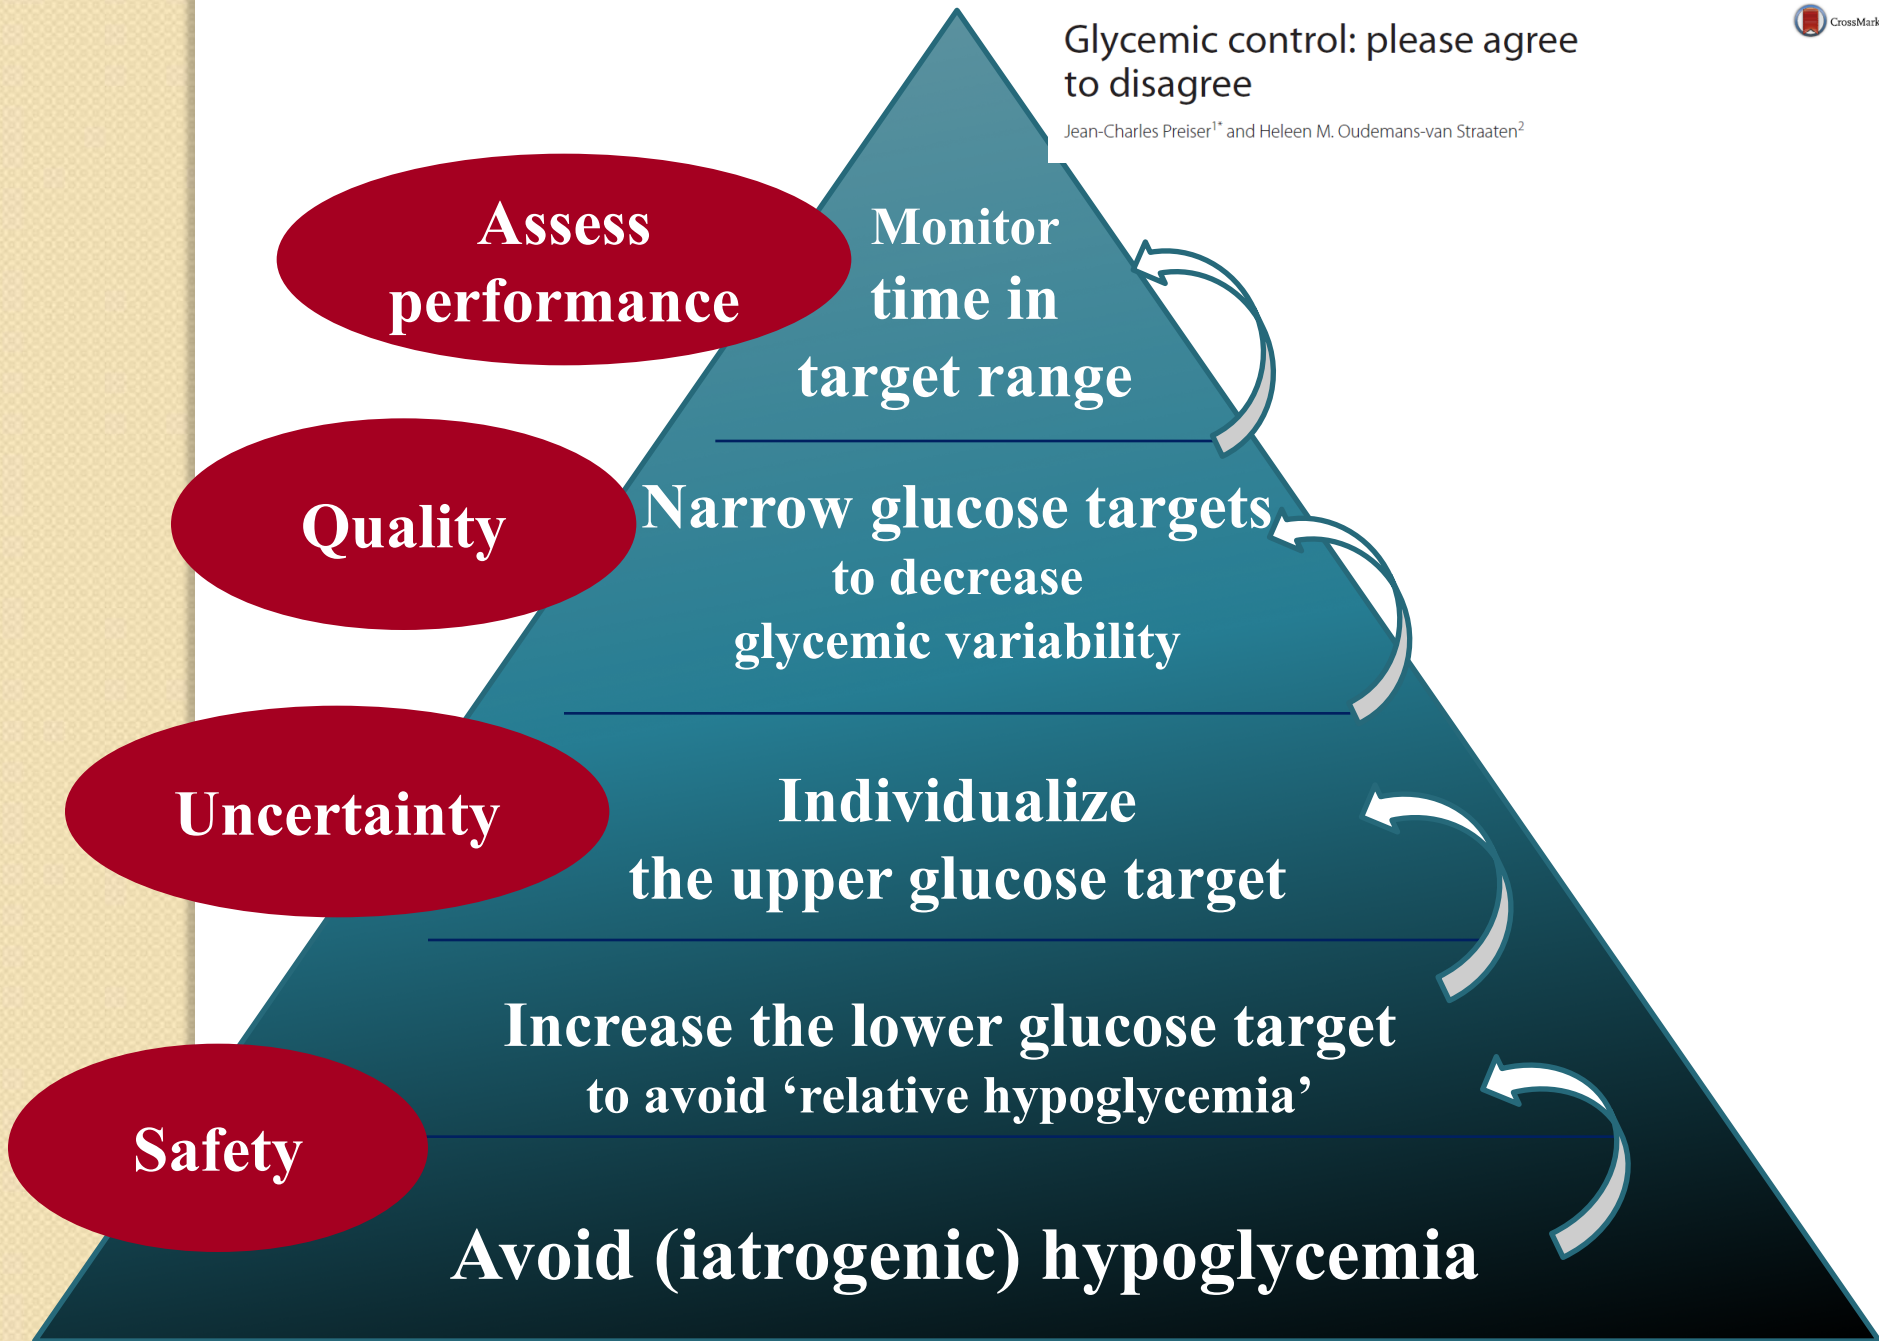 Glycemic control: please agree
to disagree
Jean-Charles Preiser1* and Heleen M. Oudemans-van Straaten2
CrossMark
Assess
performance
Monitor
time in
target range
Quality
Narrow glucose targets
to decrease
glycemic variability
Uncertainty
Individualize
the upper glucose target
Increase the lower glucose target
to avoid ‘relative hypoglycemia’
Safety
Avoid (iatrogenic) hypoglycemia